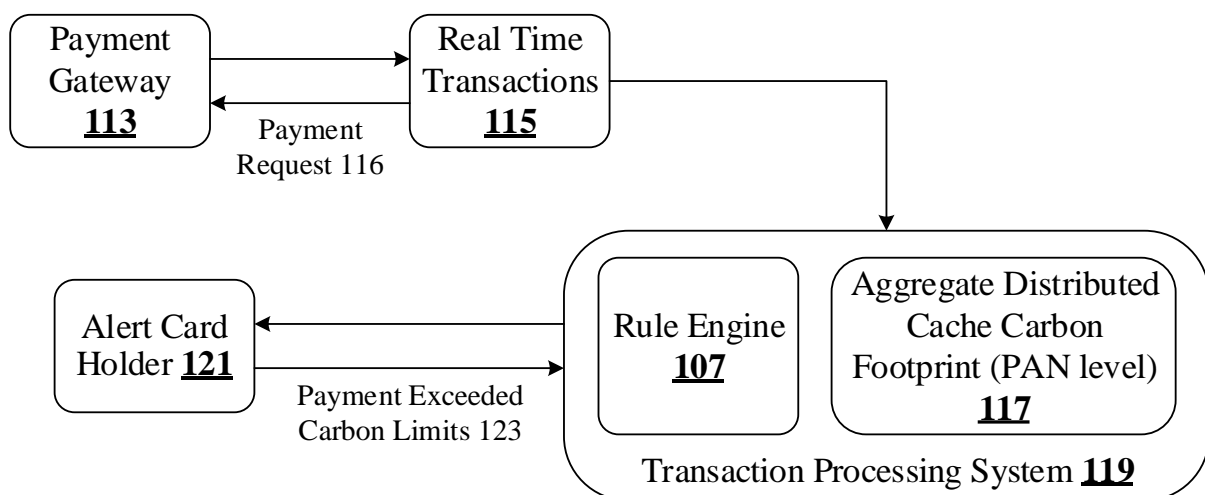 Payment
Gateway
113
Real Time
Transactions
115
Payment
Request 116
Alert Card
Holder 121
Payment Exceeded
Carbon Limits 123
Rule Engine
107
Aggregate Distributed
Cache Carbon
Footprint (PAN level)
117
Transaction Processing System 119